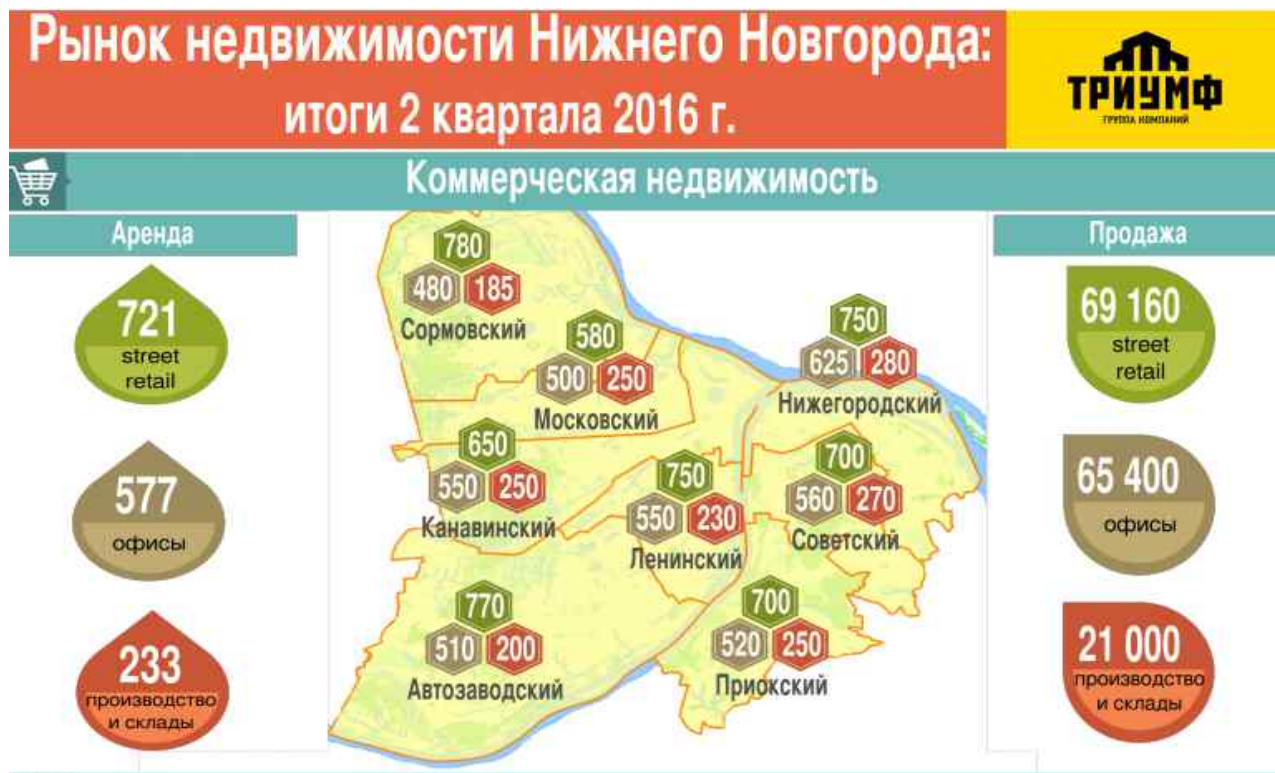 Рынок недвижимости Нижнего Новгорода:
итоги 2 квартала 2016 г.
ТРИУМФ
ГРУППА КОМПАНИЙ
Коммерческая недвижимость
Аренда
721
street
retail
577
офисы
233
производство
и склады
780
480 185
Сормовский
580
500 250
Московский
750
625 280
Нижегородский
650
550 250
Канавинский
750
550 230
Ленинский
700
560 270
Советский
770
510 200
Автозаводский
700
520 250
Приокский
Продажа
69 160
street
retail
65 400
офисы
21 000
производство
и склады